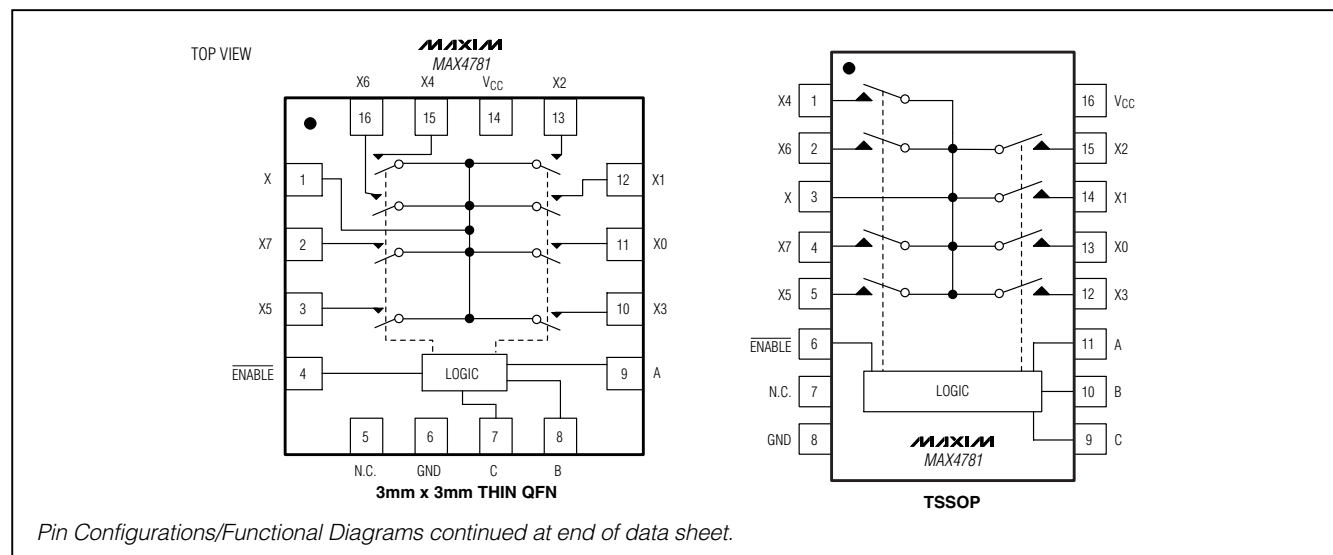 TOP VIEW
MAXIM
MAX4781
X6 X4 VCC X2
16 15 14 13
X 1
12 X1
X7 2
11 X0
X5 3
10 X3
ENABLE 4
LOGIC
9 A
5 6 7 8
N.C. GND C B
3mm x 3mm THIN QFN
X4 1
16 VCC
X6 2
15 X2
X 3
14 X1
X7 4
13 X0
X5 5
12 X3
ENABLE 6
11 A
N.C. 7
LOGIC
10 B
GND 8
MAXIM
MAX4781
9 C
TSSOP
Pin Configurations/Functional Diagrams continued at end of data sheet.